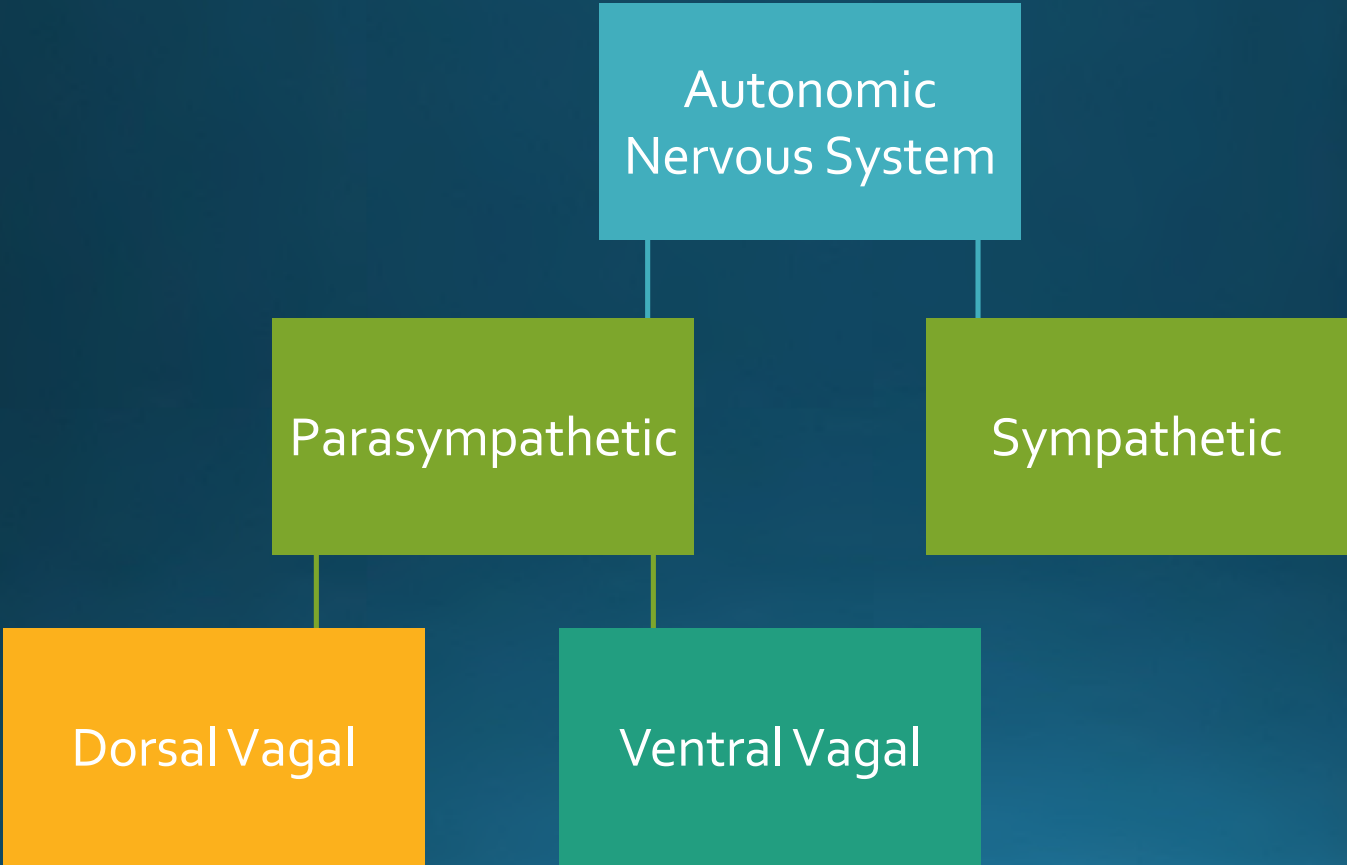 Autonomic
Nervous System
Parasympathetic
Sympathetic
Dorsal Vagal
Ventral Vagal